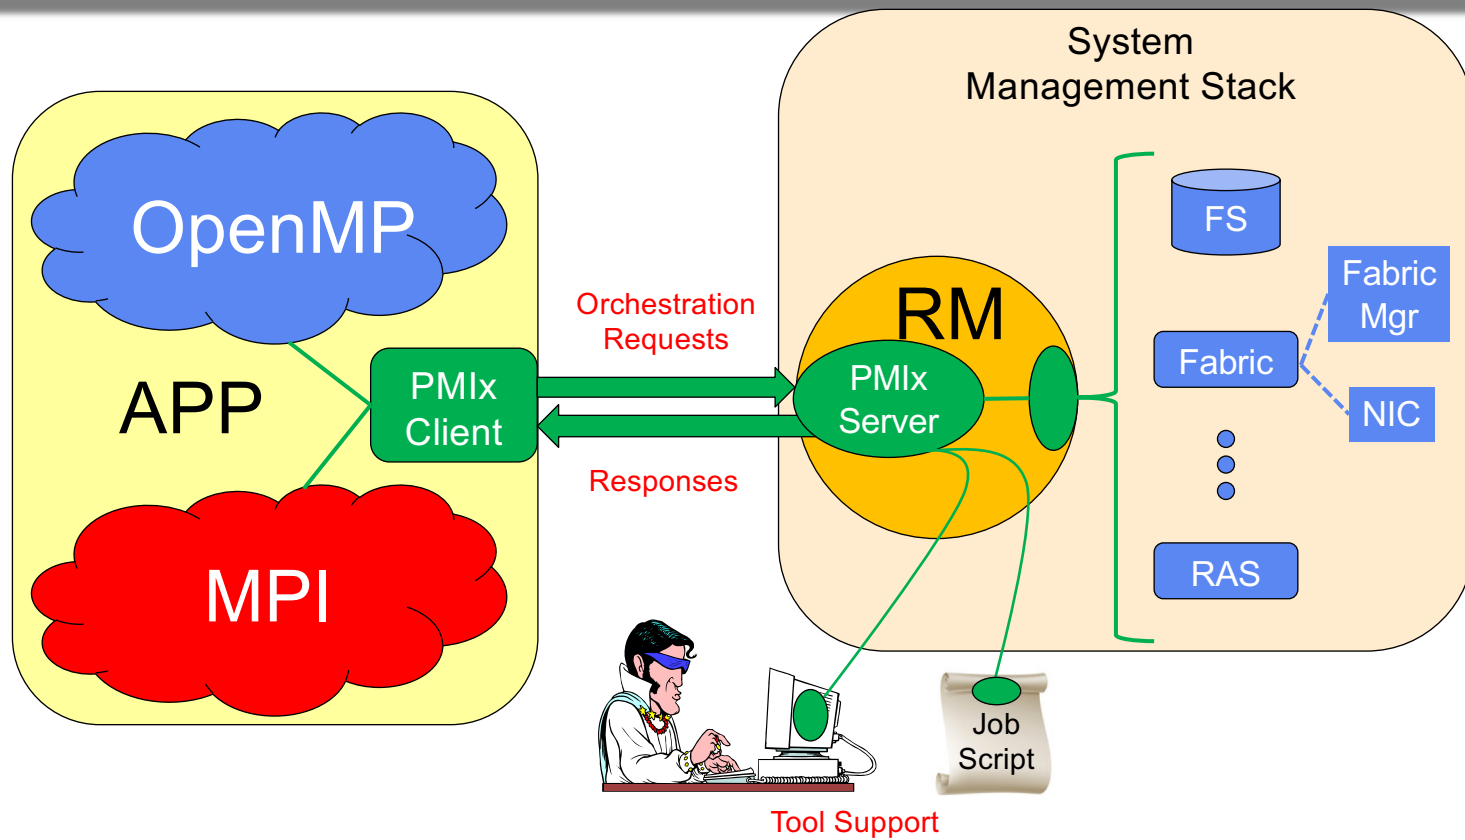 System
Management Stack
OpenMP
APP
MPI
PMIx
Client
Orchestration
Requests
Responses
RM
PMIx
Server
FS
Fabric
Fabric
Mgr
NIC
RAS
Job
Script
Tool Support